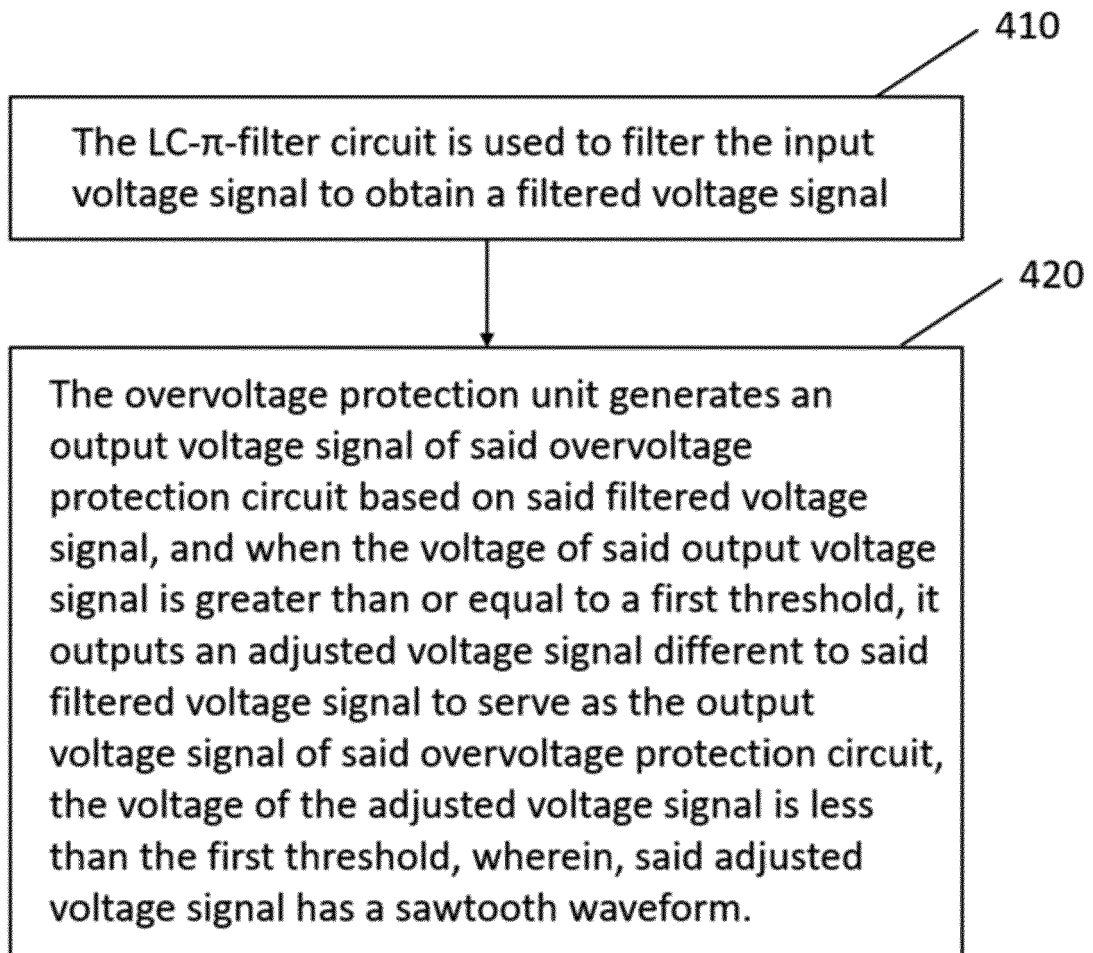 410
The LC-π-filter circuit is used to filter the input
voltage signal to obtain a filtered voltage signal
420
The overvoltage protection unit generates an
output voltage signal of said overvoltage
protection circuit based on said filtered voltage
signal, and when the voltage of said output voltage
signal is greater than or equal to a first threshold, it
outputs an adjusted voltage signal different to said
filtered voltage signal to serve as the output
voltage signal of said overvoltage protection circuit,
the voltage of the adjusted voltage signal is less
than the first threshold, wherein, said adjusted
voltage signal has a sawtooth waveform.